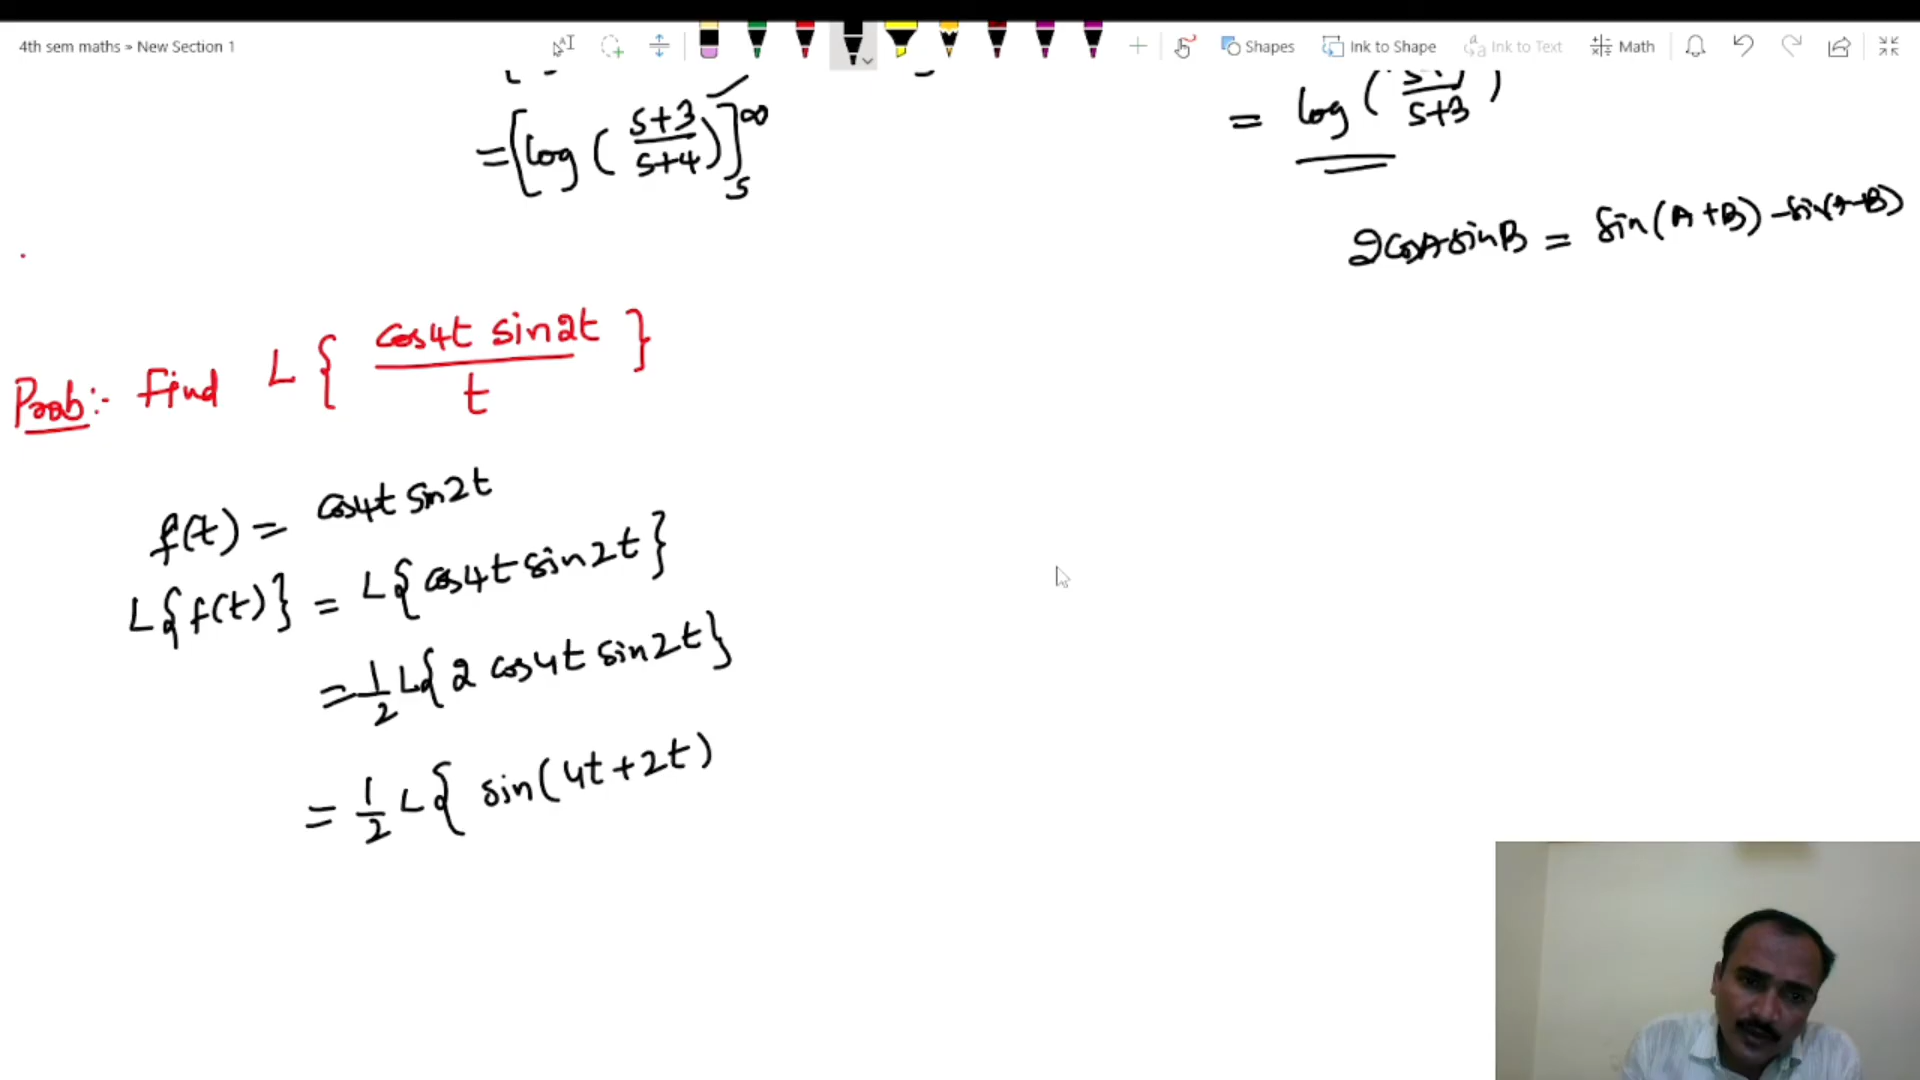 4th sem maths » New Section 1
Shapes Ink to Shape Ink to Text Math
= [log (s+3/s+4)]∞ s
= log ( /s+3)
2cosA sinB = sin(A+B) - sin(A-B)
Prob:- Find L{ cos4t sin2t / t }
f(t) = cos4t sin2t
L{f(t)} = L{cos4t sin2t}
= 1/2 L{2 cos4t sin2t}
= 1/2 L{ sin(4t+2t)